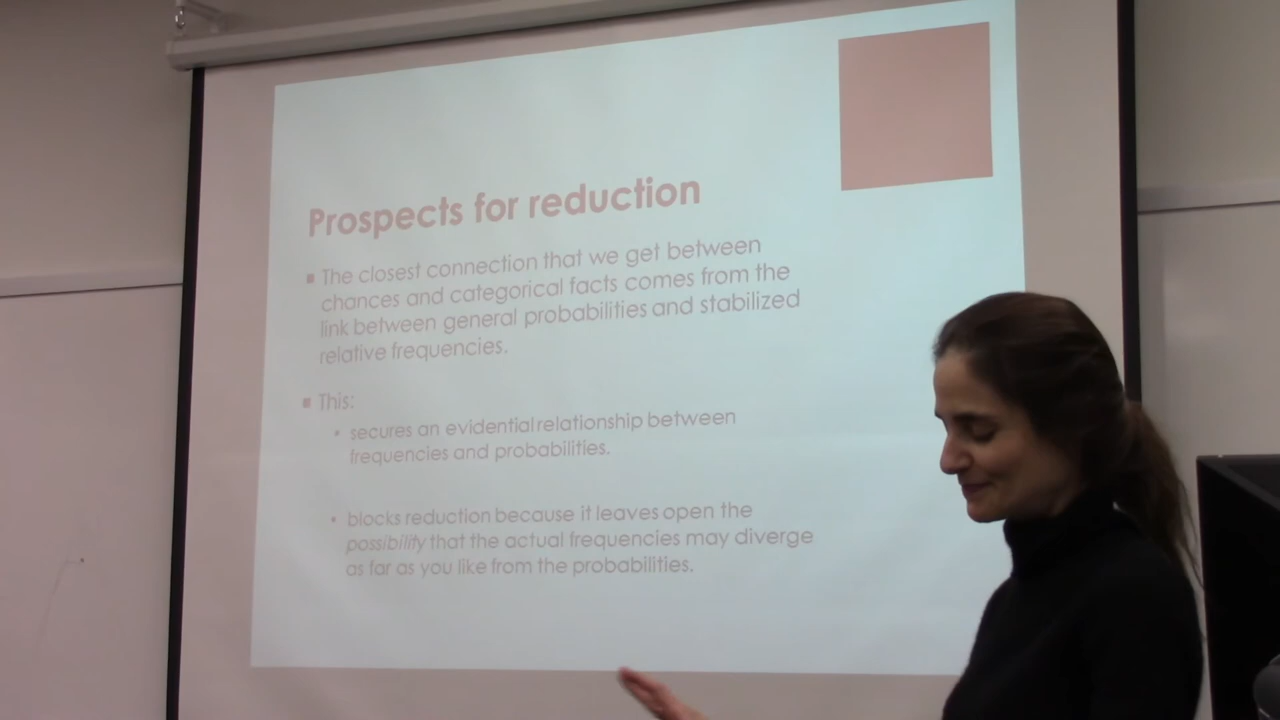 Prospects for reduction
▪ The closest connection that we get between
chances and categorical facts comes from the
link between general probabilities and stabilized
relative frequencies.
▪ This:
▪ secures an evidential relationship between
frequencies and probabilities.
▪ blocks reduction because it leaves open the
possibility that the actual frequencies may diverge
as far as you like from the probabilities.